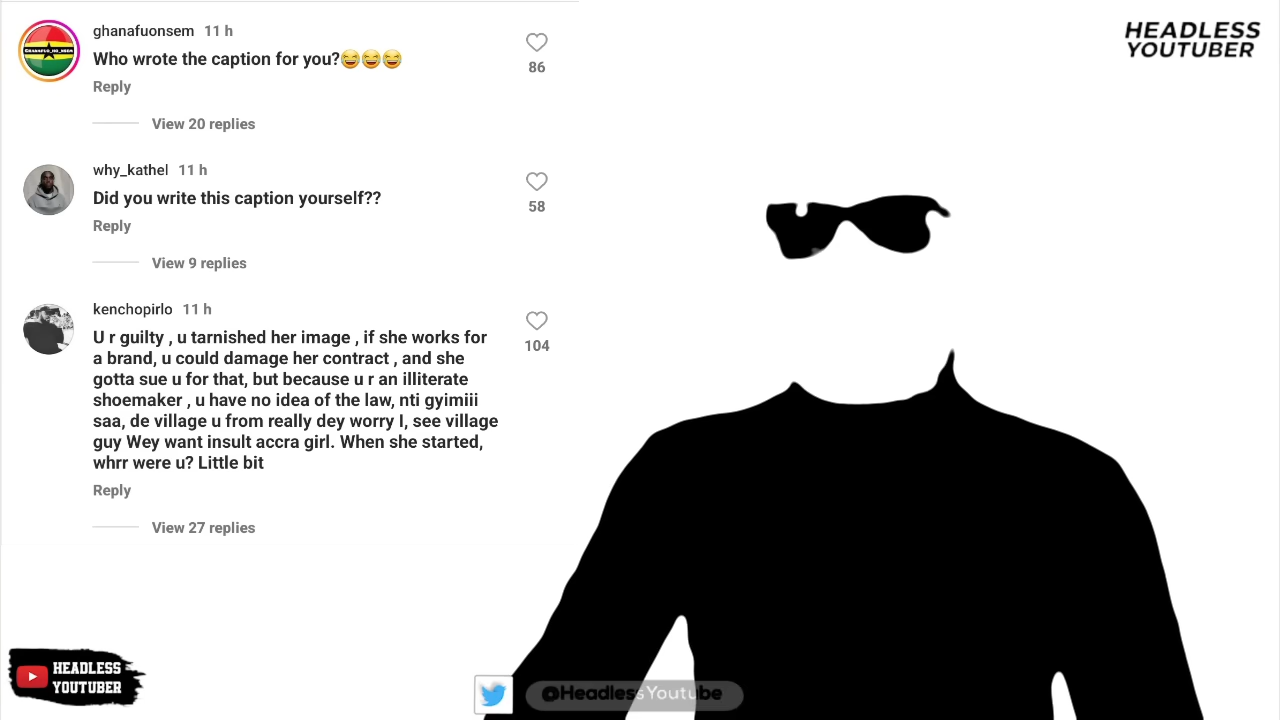 ghanafuonsem 11 h
Who wrote the caption for you?😆😆😆
86
Reply
View 20 replies
why_kathel 11 h
Did you write this caption yourself??
58
Reply
View 9 replies
kenchopirlo 11 h
U r guilty , u tarnished her image , if she works for
a brand, u could damage her contract , and she
gotta sue u for that, but because u r an illiterate
shoemaker , u have no idea of the law, nti gyimiii
saa, de village u from really dey worry I, see village
guy Wey want insult accra girl. When she started,
whrr were u? Little bit
104
Reply
View 27 replies
HEADLESS
YOUTUBER
HEADLESS
YOUTUBER
@HeadlessYoutube